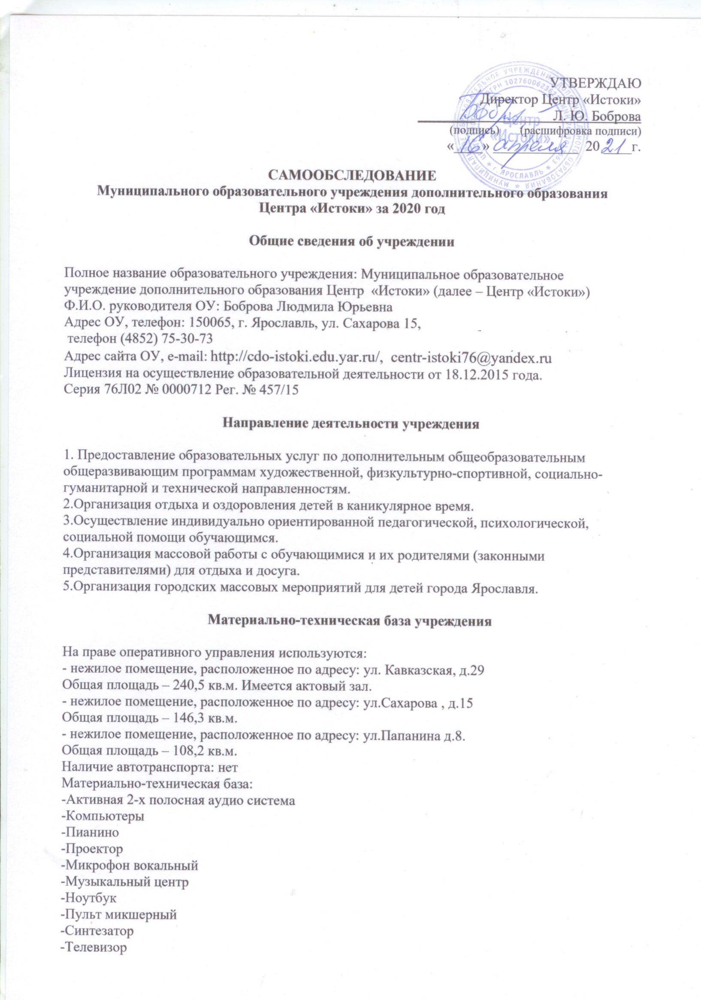 УТВЕРЖДАЮ
Директор Центр «Истоки»
Л. Ю. Боброва
(подпись) (расшифровка подписи)
«16» апреля 2021 г.
Центр
«Истоки»
г. ЯРОСЛАВЛЬ
САМООБСЛЕДОВАНИЕ
Муниципального образовательного учреждения дополнительного образования
Центра «Истоки» за 2020 год
Общие сведения об учреждении
Полное название образовательного учреждения: Муниципальное образовательное
учреждение дополнительного образования Центр «Истоки» (далее – Центр «Истоки»)
Ф.И.О. руководителя ОУ: Боброва Людмила Юрьевна
Адрес ОУ, телефон: 150065, г. Ярославль, ул. Сахарова 15,
телефон (4852) 75-30-73
Адрес сайта ОУ, e-mail: http://cdo-istoki.edu.yar.ru/, centr-istoki76@yandex.ru
Лицензия на осуществление образовательной деятельности от 18.12.2015 года.
Серия 76Л02 № 0000712 Рег. № 457/15
Направление деятельности учреждения
1. Предоставление образовательных услуг по дополнительным общеобразовательным
общеразвивающим программам художественной, физкультурно-спортивной, социально-
гуманитарной и технической направленностям.
2.Организация отдыха и оздоровления детей в каникулярное время.
3.Осуществление индивидуально ориентированной педагогической, психологической,
социальной помощи обучающимся.
4.Организация массовой работы с обучающимися и их родителями (законными
представителями) для отдыха и досуга.
5.Организация городских массовых мероприятий для детей города Ярославля.
Материально-техническая база учреждения
На праве оперативного управления используются:
- нежилое помещение, расположенное по адресу: ул. Кавказская, д.29
Общая площадь – 240,5 кв.м. Имеется актовый зал.
- нежилое помещение, расположенное по адресу: ул.Сахарова , д.15
Общая площадь – 146,3 кв.м.
- нежилое помещение, расположенное по адресу: ул.Папанина д.8.
Общая площадь – 108,2 кв.м.
Наличие автотранспорта: нет
Материально-техническая база:
-Активная 2-х полосная аудио система
-Компьютеры
-Пианино
-Проектор
-Микрофон вокальный
-Музыкальный центр
-Ноутбук
-Пульт микшерный
-Синтезатор
-Телевизор